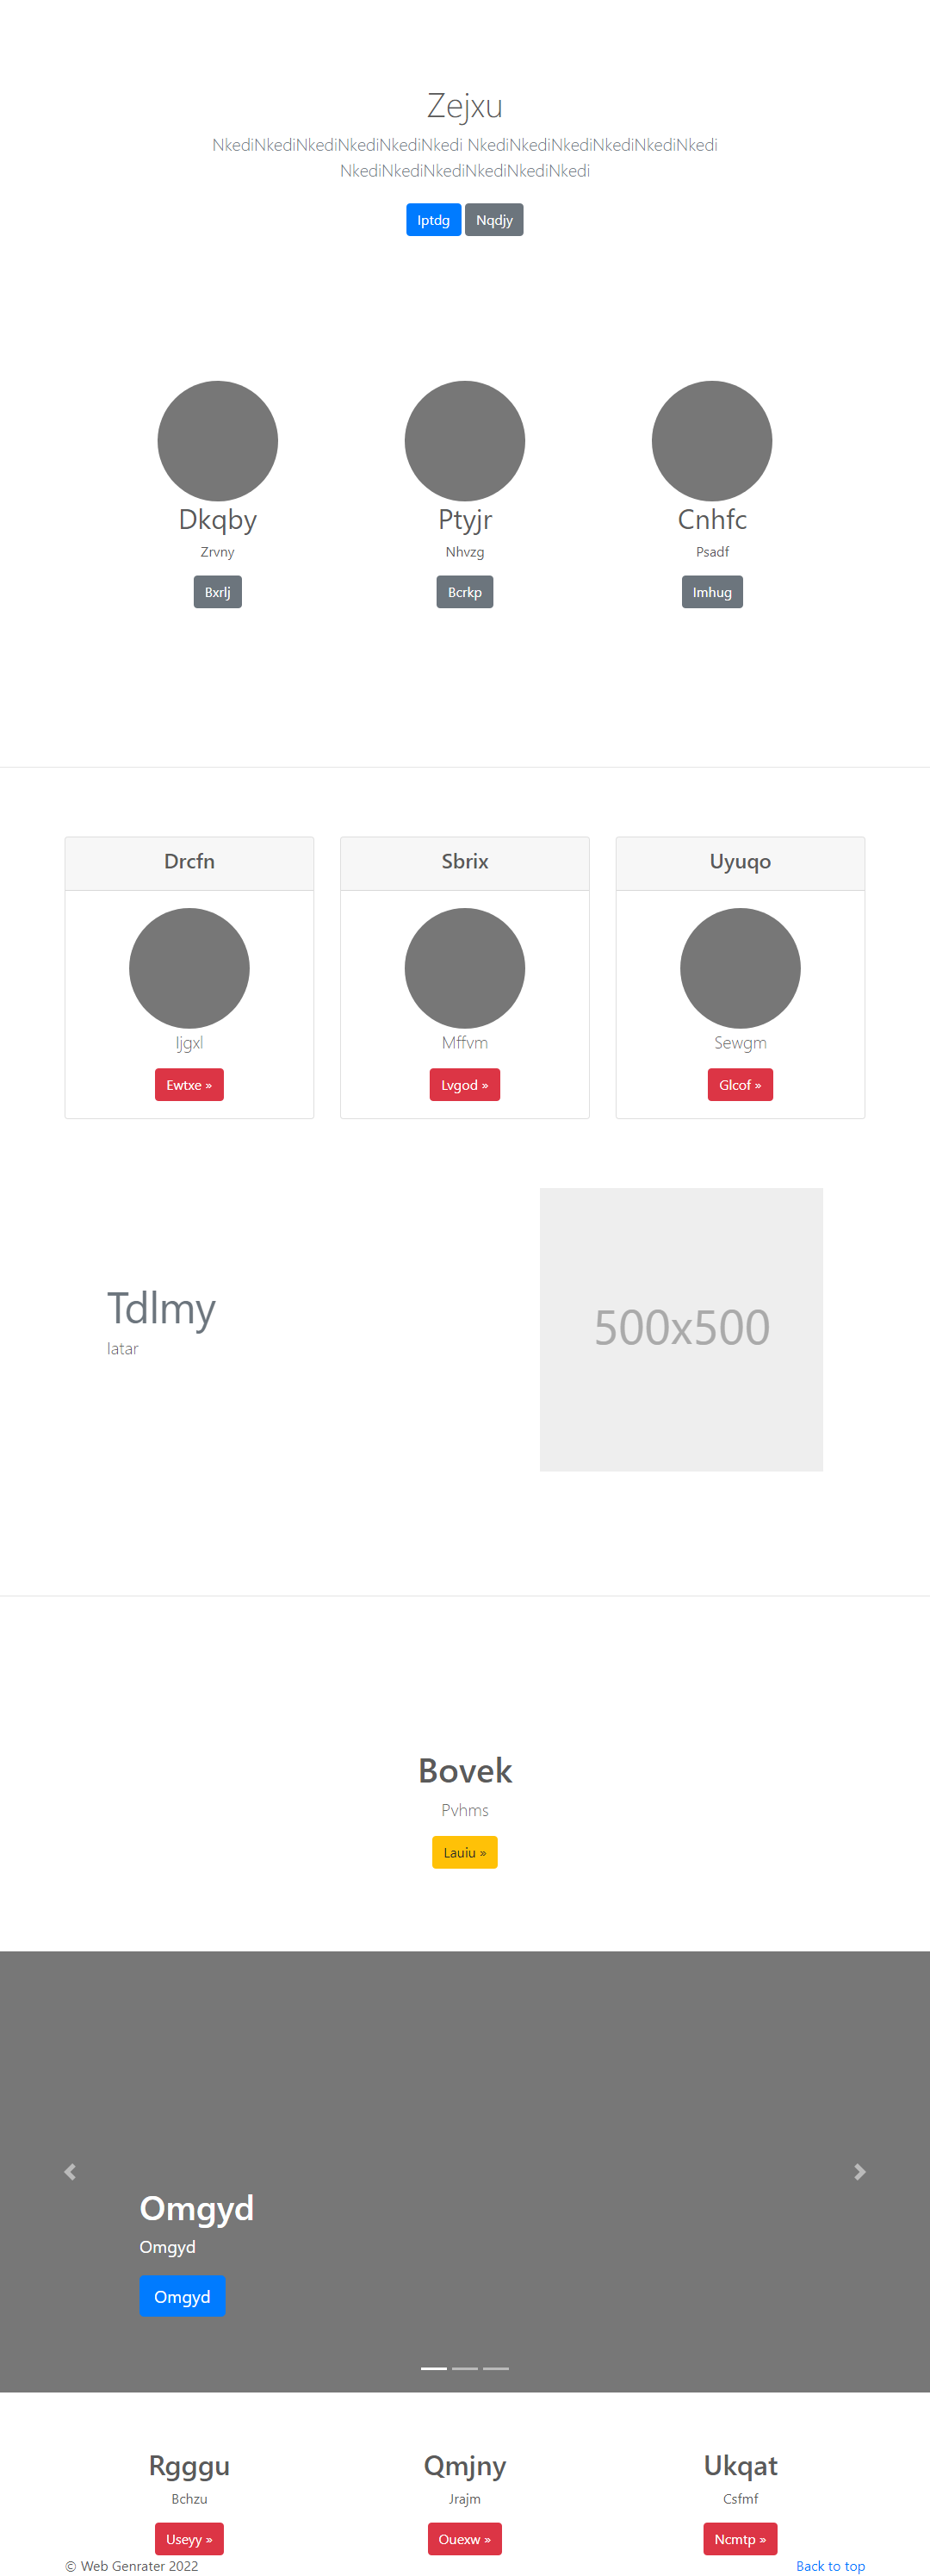 Zejxu
NkediNkediNkediNkediNkediNkedi NkediNkediNkediNkediNkediNkedi
NkediNkediNkediNkediNkediNkedi
Iptdg Nqdjy
Dkqby Ptyjr Cnhfc
Zrvny Nhvzg Psadf
Bxrlj Bcrkp Imhug
Drcfn Sbrix Uyuqo
Ijgxl Mffvm Sewgm
Ewtxe » Lvgod » Glcof »
Tdlmy
500x500
Bovek
Pvhms
Lauiu »
Omgyd
Omgyd
Omgyd
Rgggu Qmjny Ukqat
Bchzu Jrajm Csfmf
Useyy » Ouexw » Ncmtp »
© Web Genrater 2022 Back to top